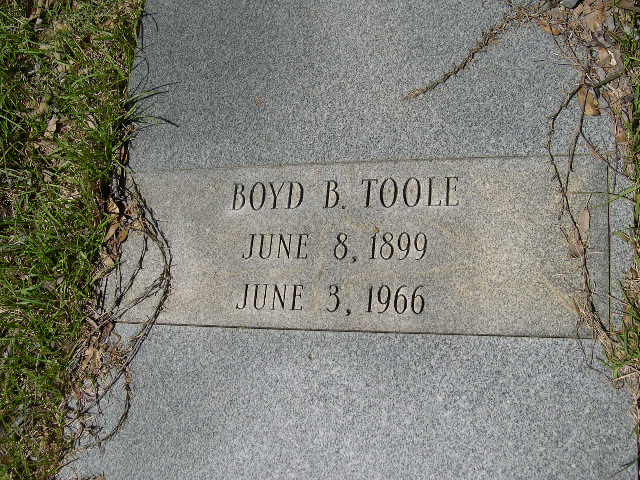 BOYD B. TOOLE
JUNE 8, 1899
JUNE 3, 1966